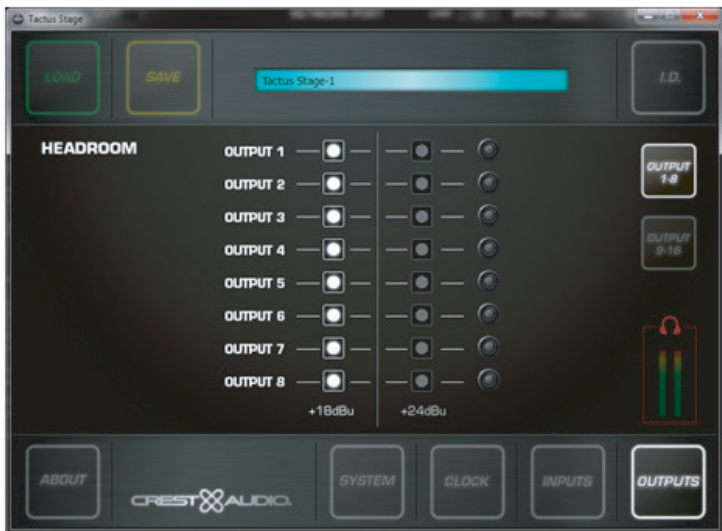 Tactus Stage
LOAD
SAVE
Tactus Stage-1
I.D.
HEADROOM
OUTPUT 1
OUTPUT 2
OUTPUT 3
OUTPUT 4
OUTPUT 5
OUTPUT 6
OUTPUT 7
OUTPUT 8
+18dBu
+24dBu
OUTPUT
1-8
OUTPUT
9-16
ABOUT
CREST AUDIO.
SYSTEM
CLOCK
INPUTS
OUTPUTS